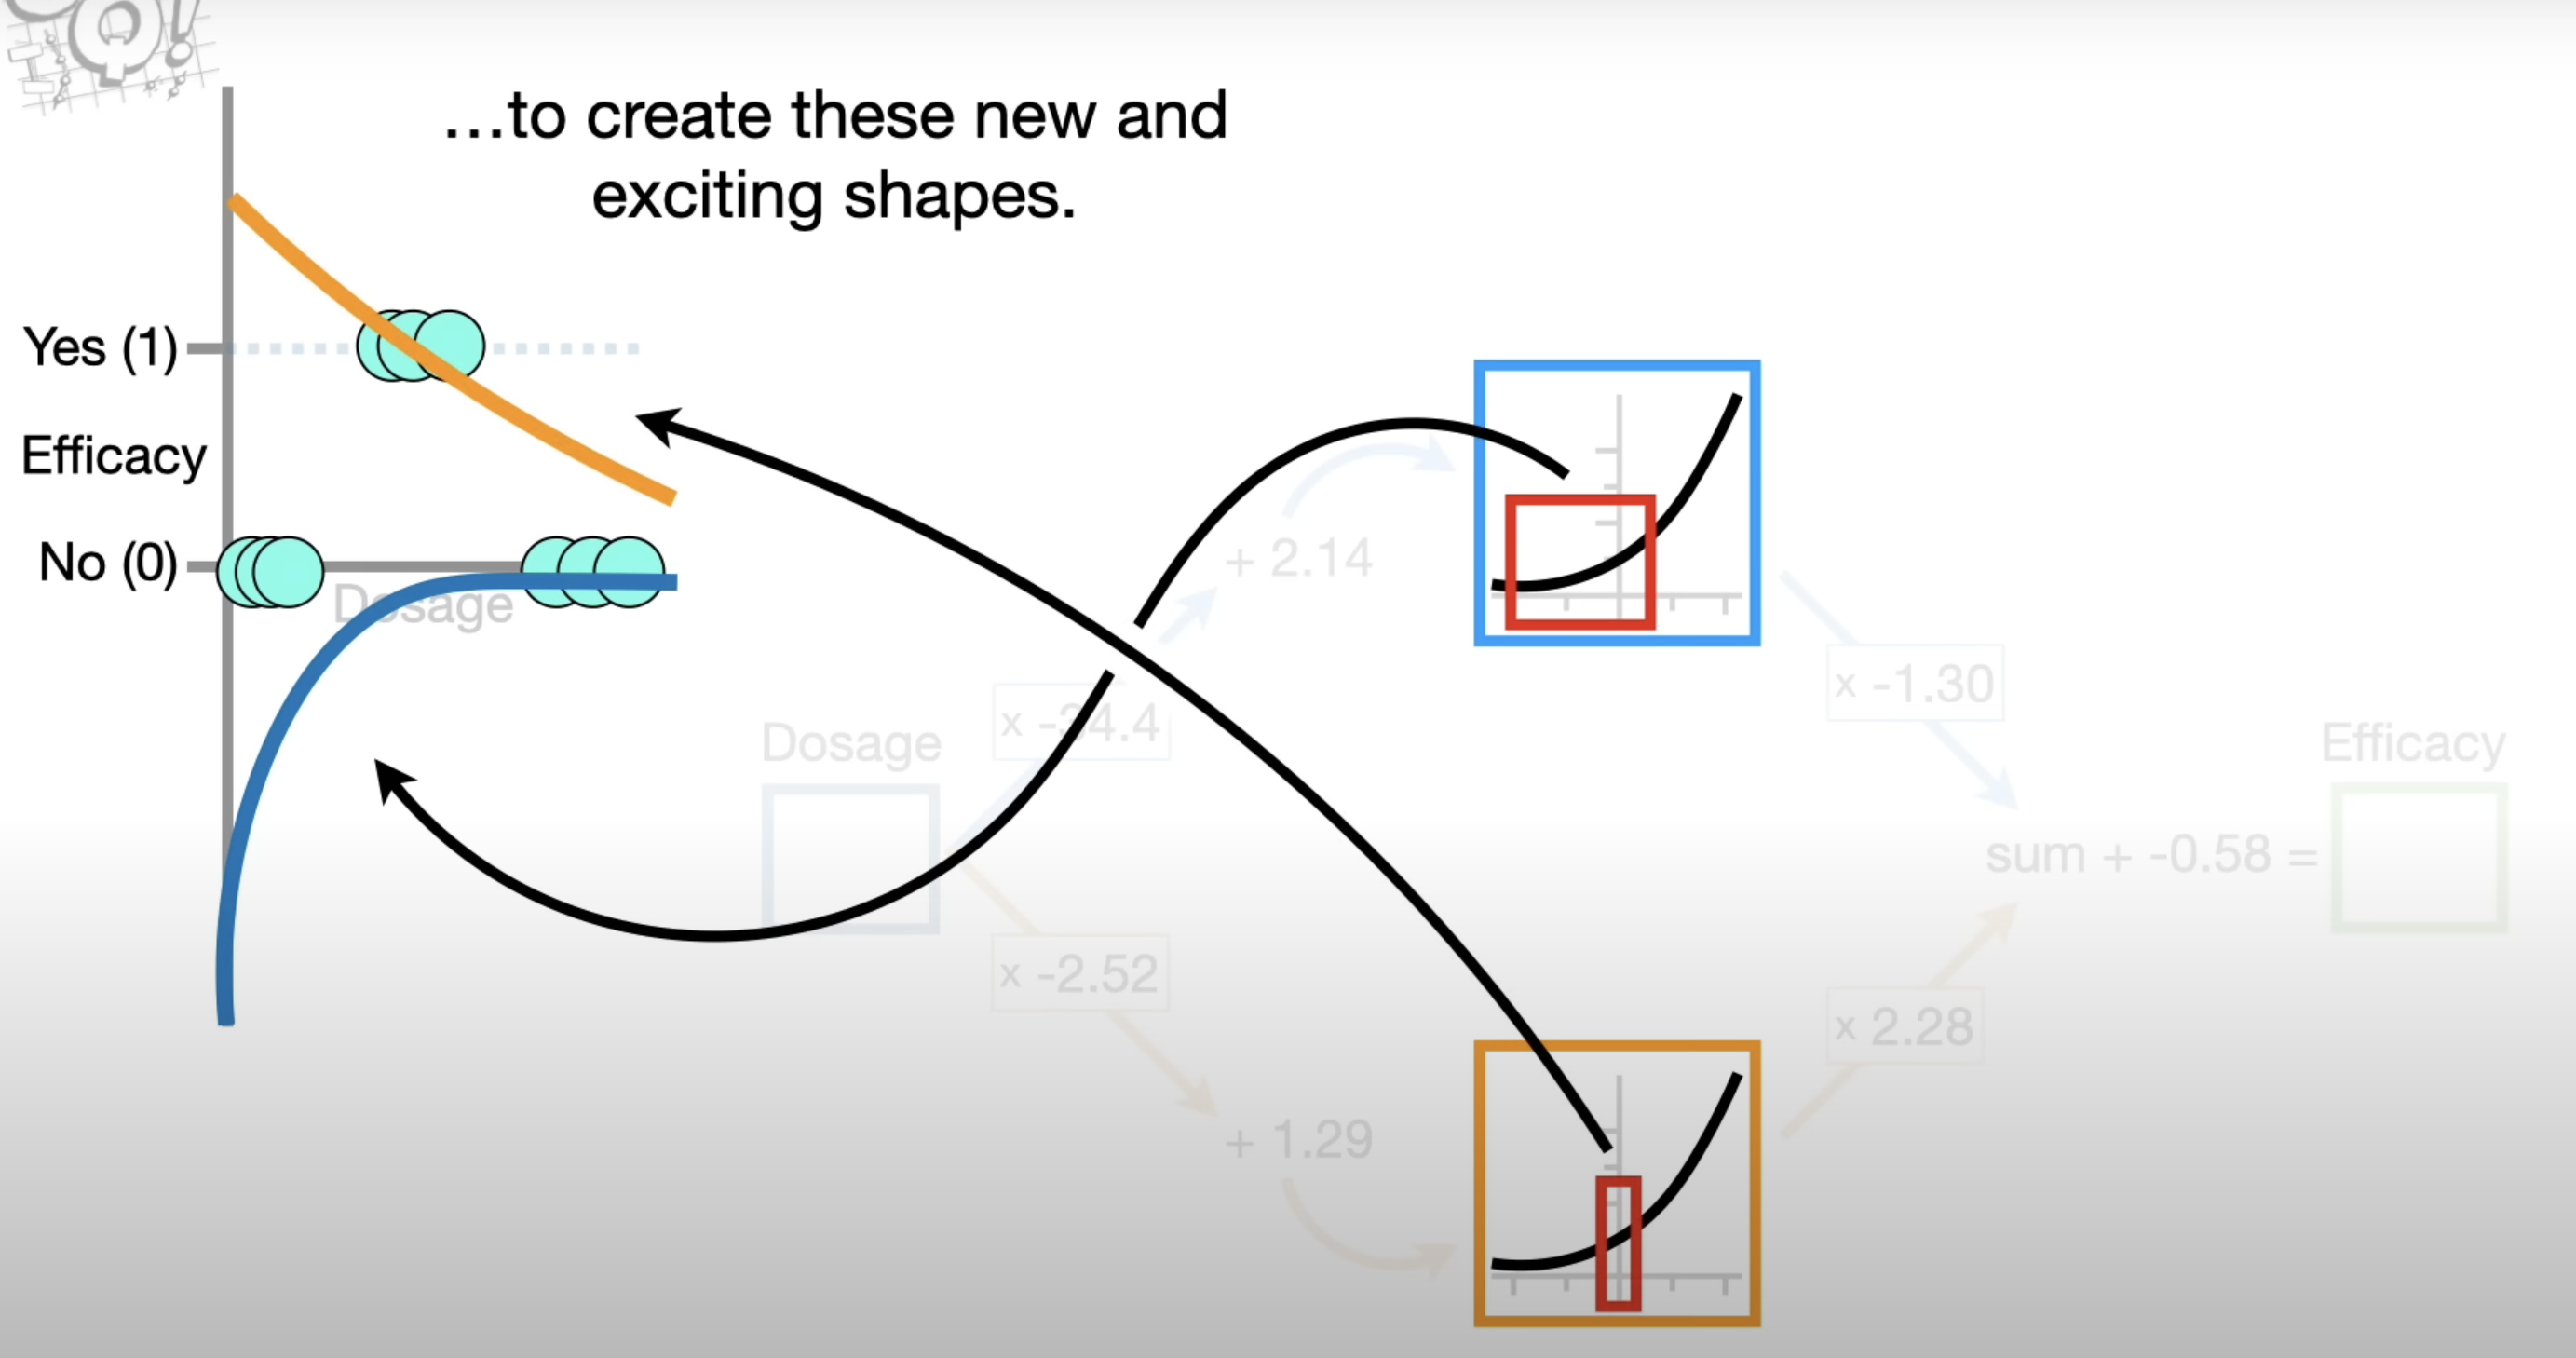 Q!
...to create these new and
exciting shapes.
Yes (1)
Efficacy
No (0)
Dosage
+ 2.14
x -34.4
x -1.30
Dosage
Efficacy
sum + -0.58 =
x -2.52
x 2.28
+ 1.29